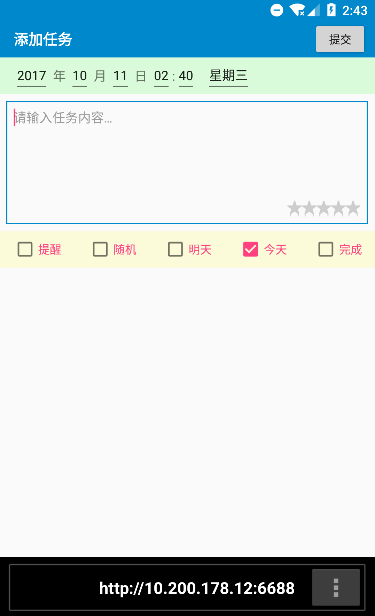 2:43
添加任务 提交
2017 年 10 月 11 日 02 : 40 星期三
请输入任务内容...
提醒 随机 明天 今天 完成
http://10.200.178.12:6688